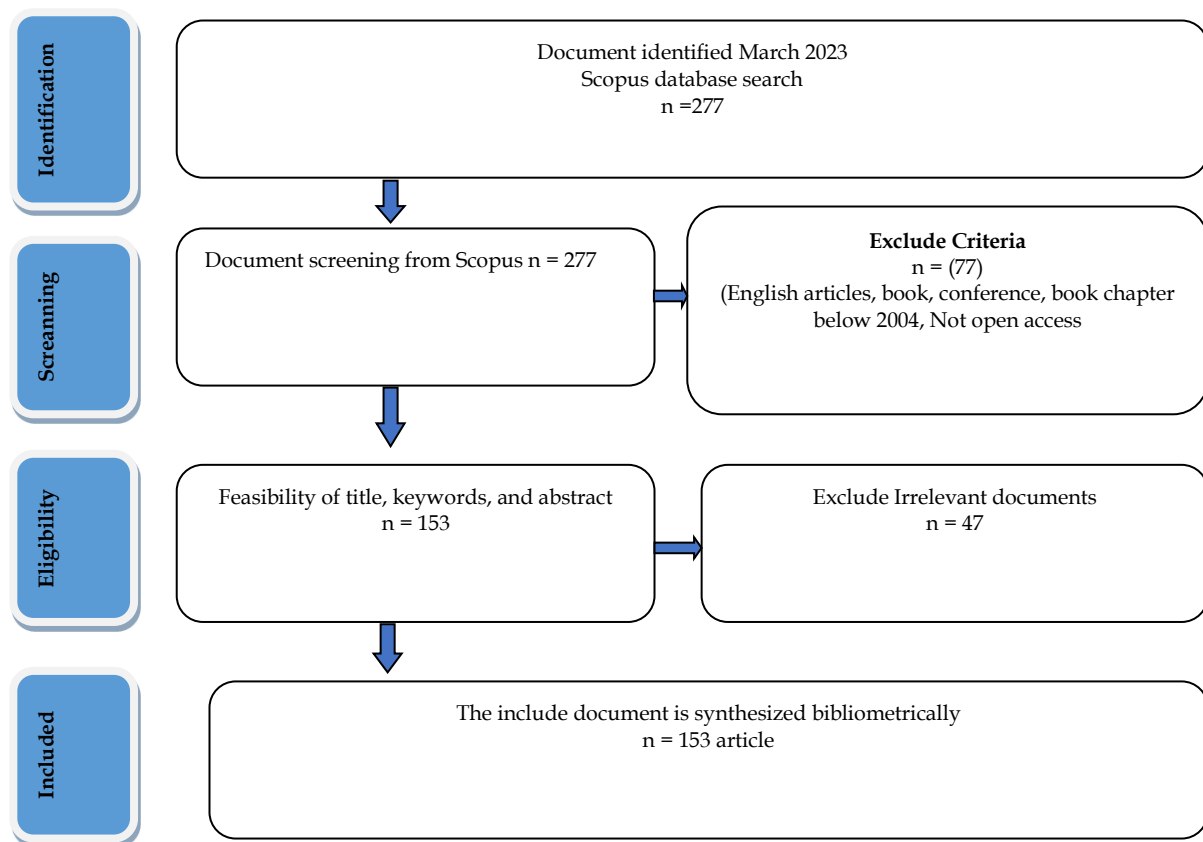 Identification
Document identified March 2023
Scopus database search
n =277
Screanning
Document screening from Scopus n = 277
Exclude Criteria
n = (77)
(English articles, book, conference, book chapter
below 2004, Not open access
Eligibility
Feasibility of title, keywords, and abstract
n = 153
Exclude Irrelevant documents
n = 47
Included
The include document is synthesized bibliometrically
n = 153 article